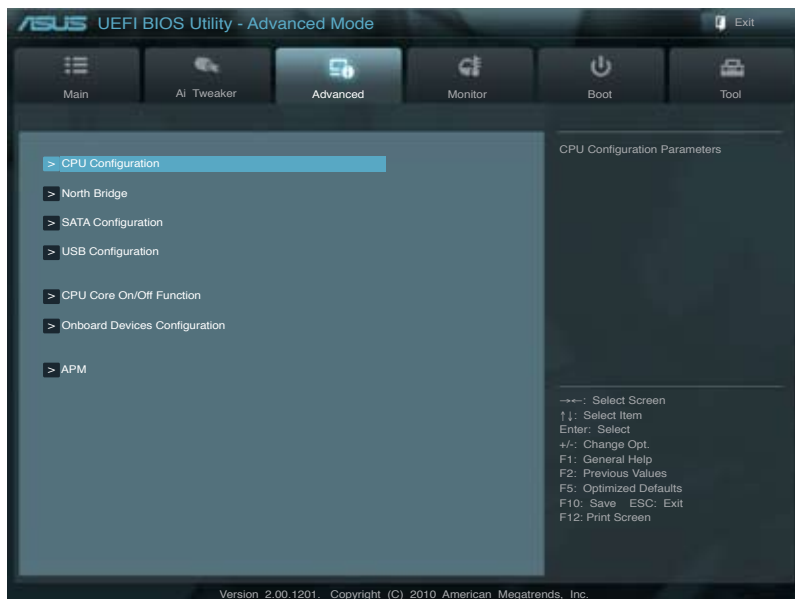 ASUS UEFI BIOS Utility - Advanced Mode
Exit
Main
Ai Tweaker
Advanced
Monitor
Boot
Tool
> CPU Configuration
> North Bridge
> SATA Configuration
> USB Configuration
> CPU Core On/Off Function
> Onboard Devices Configuration
> APM
CPU Configuration Parameters
→←: Select Screen
↑↓: Select Item
Enter: Select
+/-: Change Opt.
F1: General Help
F2: Previous Values
F5: Optimized Defaults
F10: Save ESC: Exit
F12: Print Screen
Version 2.00.1201. Copyright (C) 2010 American Megatrends, Inc.